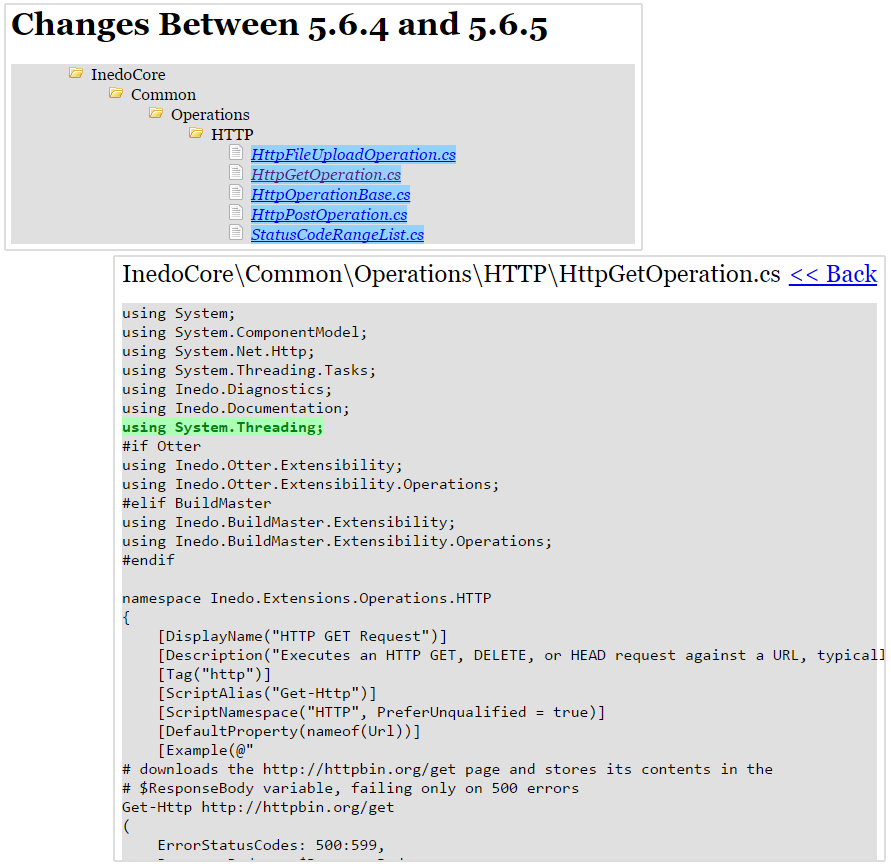 Changes Between 5.6.4 and 5.6.5
InedoCore
Common
Operations
HTTP
HttpFileUploadOperation.cs
HttpGetOperation.cs
HttpOperationBase.cs
HttpPostOperation.cs
StatusCodeRangeList.cs
InedoCore\Common\Operations\HTTP\HttpGetOperation.cs << Back
using System;
using System.ComponentModel;
using System.Net.Http;
using System.Threading.Tasks;
using Inedo.Diagnostics;
using Inedo.Documentation;
using System.Threading;
#if Otter
using Inedo.Otter.Extensibility;
using Inedo.Otter.Extensibility.Operations;
#elif BuildMaster
using Inedo.BuildMaster.Extensibility;
using Inedo.BuildMaster.Extensibility.Operations;
#endif
namespace Inedo.Extensions.Operations.HTTP
{
[DisplayName("HTTP GET Request")]
[Description("Executes an HTTP GET, DELETE, or HEAD request against a URL, typicall
[Tag("http")]
[ScriptAlias("Get-Http")]
[ScriptNamespace("HTTP", PreferUnqualified = true)]
[DefaultProperty(nameof(Url))]
[Example(@"
# downloads the http://httpbin.org/get page and stores its contents in the
# $ResponseBody variable, failing only on 500 errors
Get-Http http://httpbin.org/get
(
ErrorStatusCodes: 500:599,